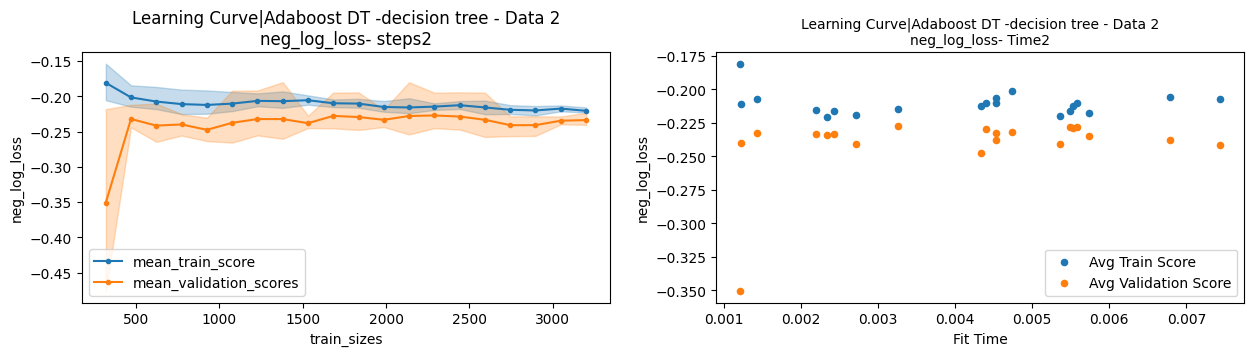 Learning Curve|Adaboost DT -decision tree - Data 2
neg_log_loss- steps2
−0.15
−0.20
−0.25
−0.30
−0.35
−0.40
−0.45
neg_log_loss
mean_train_score
mean_validation_scores
500
1000
1500
2000
2500
3000
train_sizes
Learning Curve|Adaboost DT -decision tree - Data 2
neg_log_loss- Time2
−0.175
−0.200
−0.225
−0.250
−0.275
−0.300
−0.325
−0.350
neg_log_loss
Avg Train Score
Avg Validation Score
0.001
0.002
0.003
0.004
0.005
0.006
0.007
Fit Time